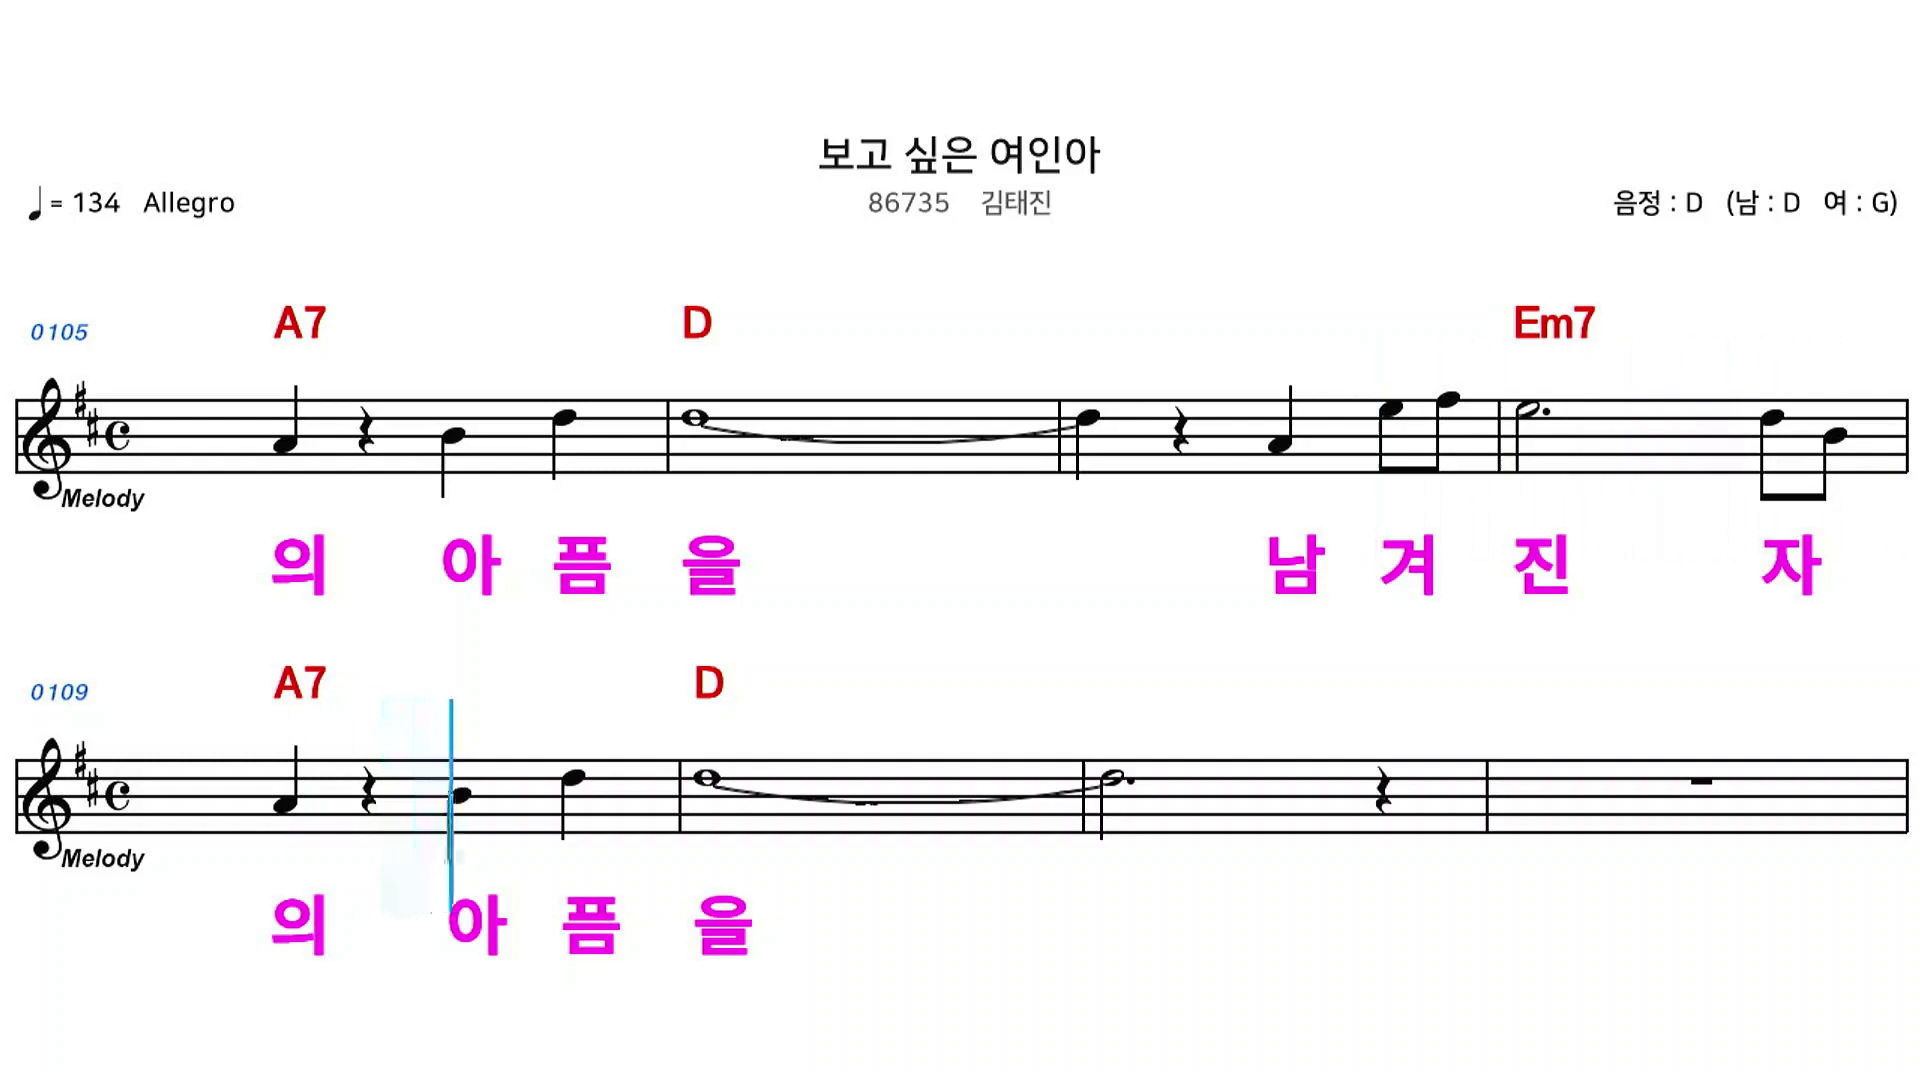 보고 싶은 여인아
= 134 Allegro
86735 김태진
음정 : D (남 : D 여 : G)
0105 A7 D Em7
Melody
의 아 픔 을 남 겨 진 자
0109 A7 D
Melody
의 아 픔 을